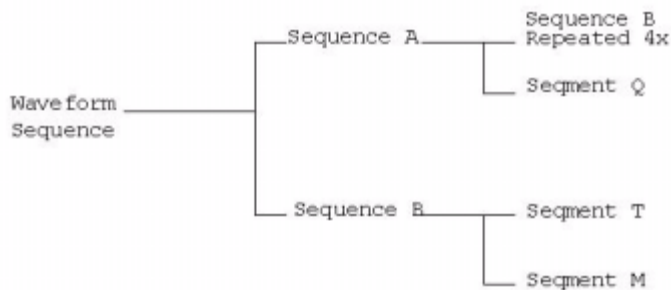 Sequence B
Sequence A Repeated 4x
Segment Q
Waveform
Sequence
Sequence B Segment T
Segment M